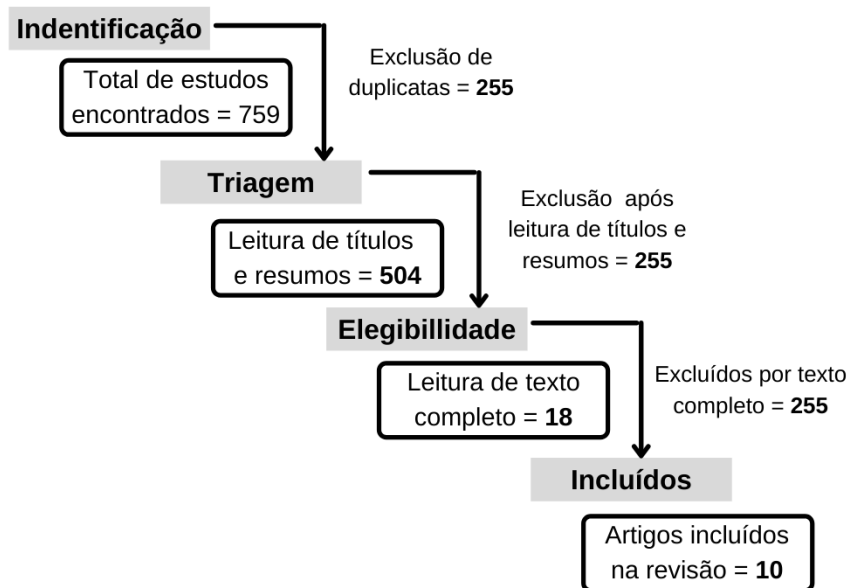 Indentificação
Total de estudos
encontrados = 759
Exclusão de
duplicatas = 255
Triagem
Leitura de títulos
e resumos = 504
Exclusão após
leitura de títulos e
resumos = 255
Elegibillidade
Leitura de texto
completo = 18
Excluídos por texto
completo = 255
Incluídos
Artigos incluídos
na revisão = 10